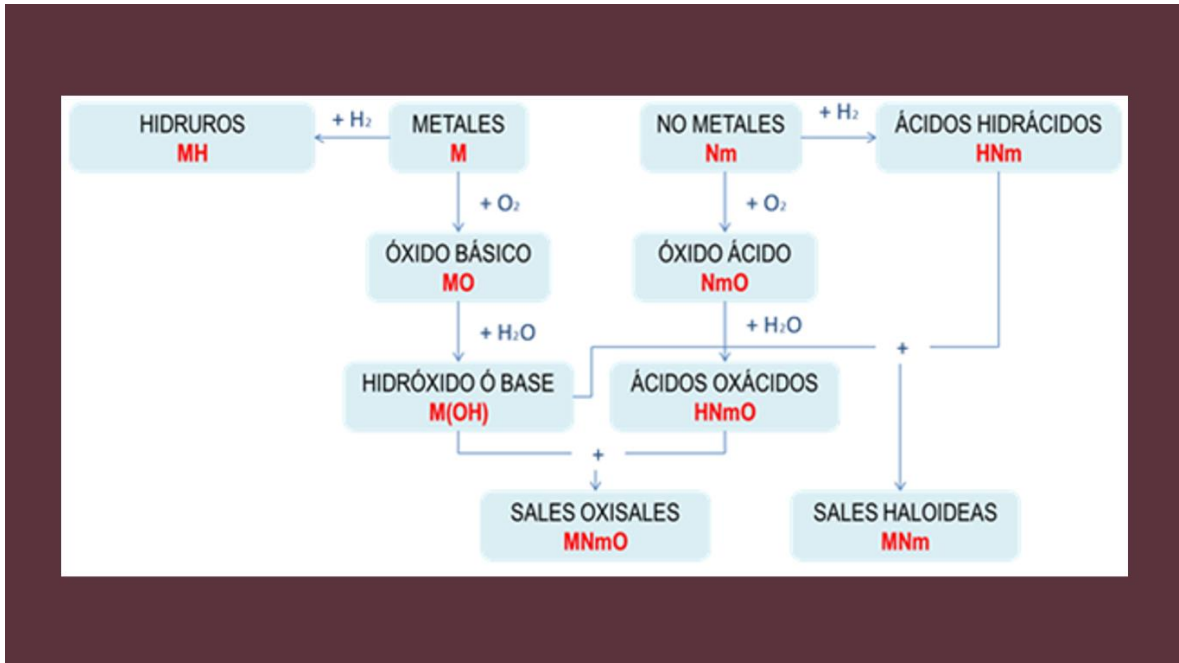 HIDRUROS
MH
+ H₂
METALES
M
NO METALES
Nm
+ H₂
ÁCIDOS HIDRÁCIDOS
HNm
+ O₂
+ O₂
ÓXIDO BÁSICO
MO
ÓXIDO ÁCIDO
NmO
+ H₂O
+ H₂O
+
HIDRÓXIDO Ó BASE
M(OH)
ÁCIDOS OXÁCIDOS
HNmO
+
SALES OXISALES
MNmO
SALES HALOIDEAS
MNm